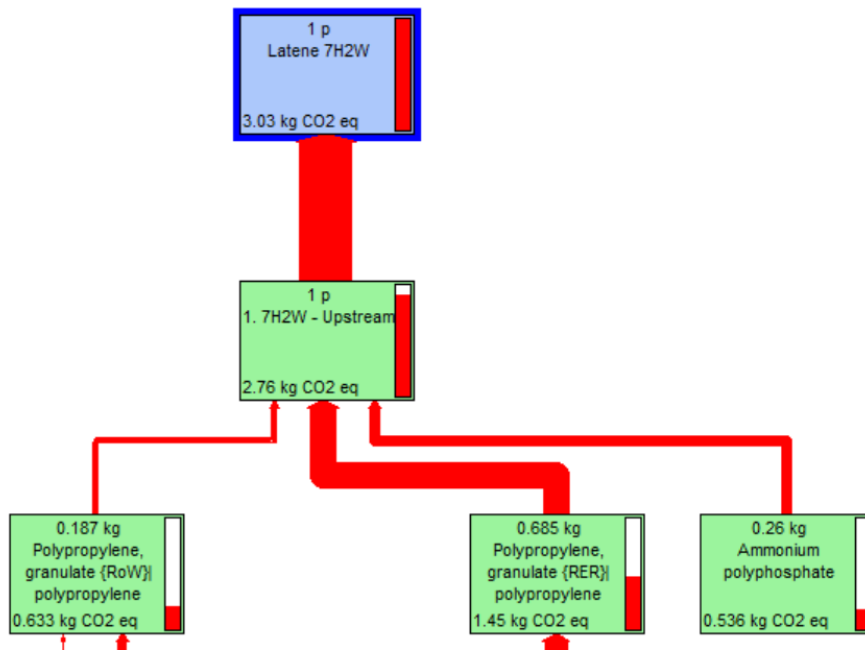 1 p
Latene 7H2W
3.03 kg CO2 eq
1 p
1. 7H2W - Upstream
2.76 kg CO2 eq
0.187 kg
Polypropylene,
granulate {RoW}|
polypropylene
0.633 kg CO2 eq
0.685 kg
Polypropylene,
granulate {RER}|
polypropylene
1.45 kg CO2 eq
0.26 kg
Ammonium
polyphosphate
0.536 kg CO2 eq